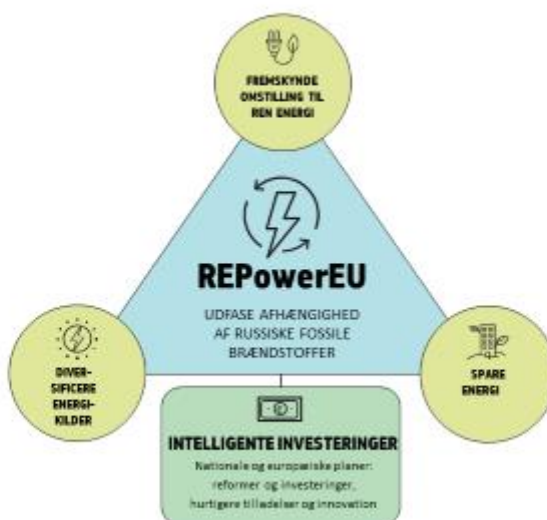 FREMSKYNDE
OMSTILLING TIL
REN ENERGI
REPowerEU
UDFASE AFHÆNGIGHED
AF RUSSISKE FOSSILE
BRÆNDSTOFFER
DIVER-
SIFICERE
ENERGI-
KILDER
SPARE
ENERGI
INTELLIGENTE INVESTERINGER
Nationale og europæiske planer:
reformer og investeringer,
hurtigere tilladelser og innovation